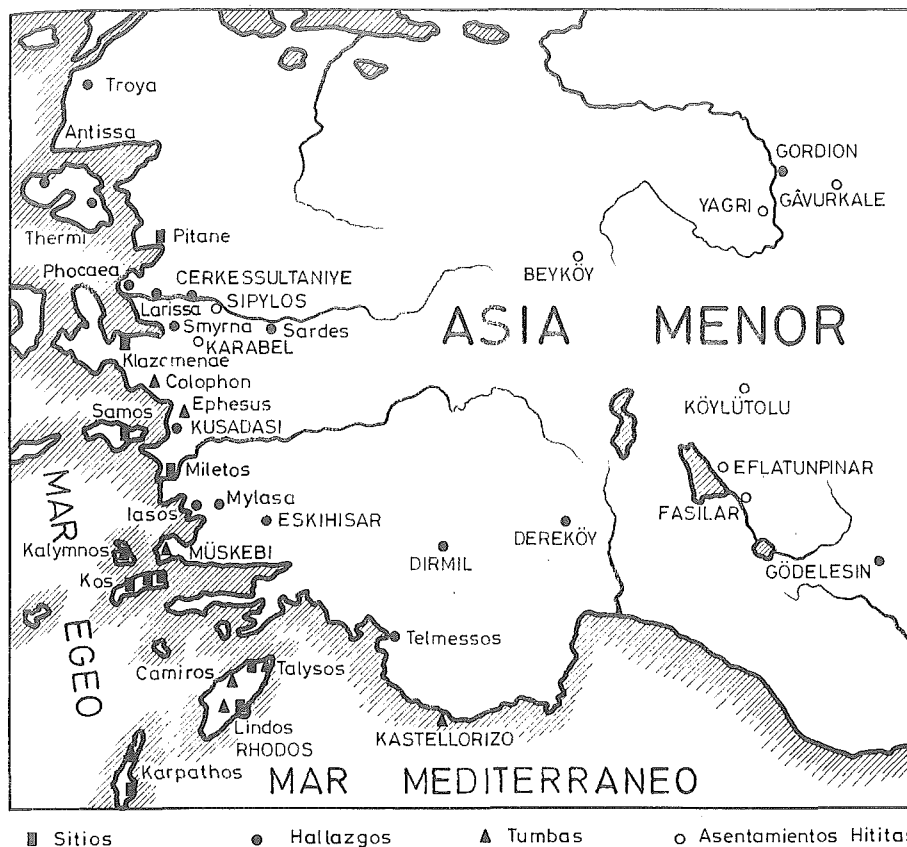 Troya
Antissa
GORDION
YAGRI
GÂVURKALE
Thermi
Pitane
BEYKÖY
Phocaea
CERKESSULTANIYE
Larissa
SIPYLOS
Smyrna
Sardes
ASIA MENOR
KARABEL
Klazomenae
Colophon
KÖYLÜTOLU
Ephesus
Samos
KUSADASI
Miletos
EFLATUNPINAR
MAR EGEO
Iasos
Mylasa
FASILAR
ESKIHISAR
DEREKÖY
Kalymnos
MÜSKEBI
DIRMIL
GÖDELESIN
Kos
Telmessos
Camiros
Talysos
Lindos
RHODOS
KASTELLORIZO
Karpathos
MAR MEDITERRANEO
Sitios
Hallazgos
Tumbas
Asentamientos Hititas